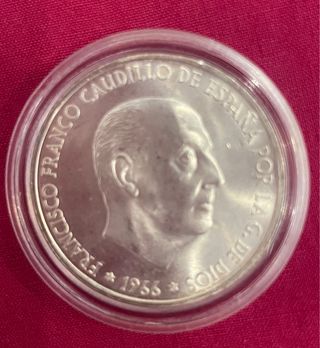 FRANCISCO FRANCO CAUDILLO DE ESPAÑA POR LA G. DE DIOS
* 1966 *